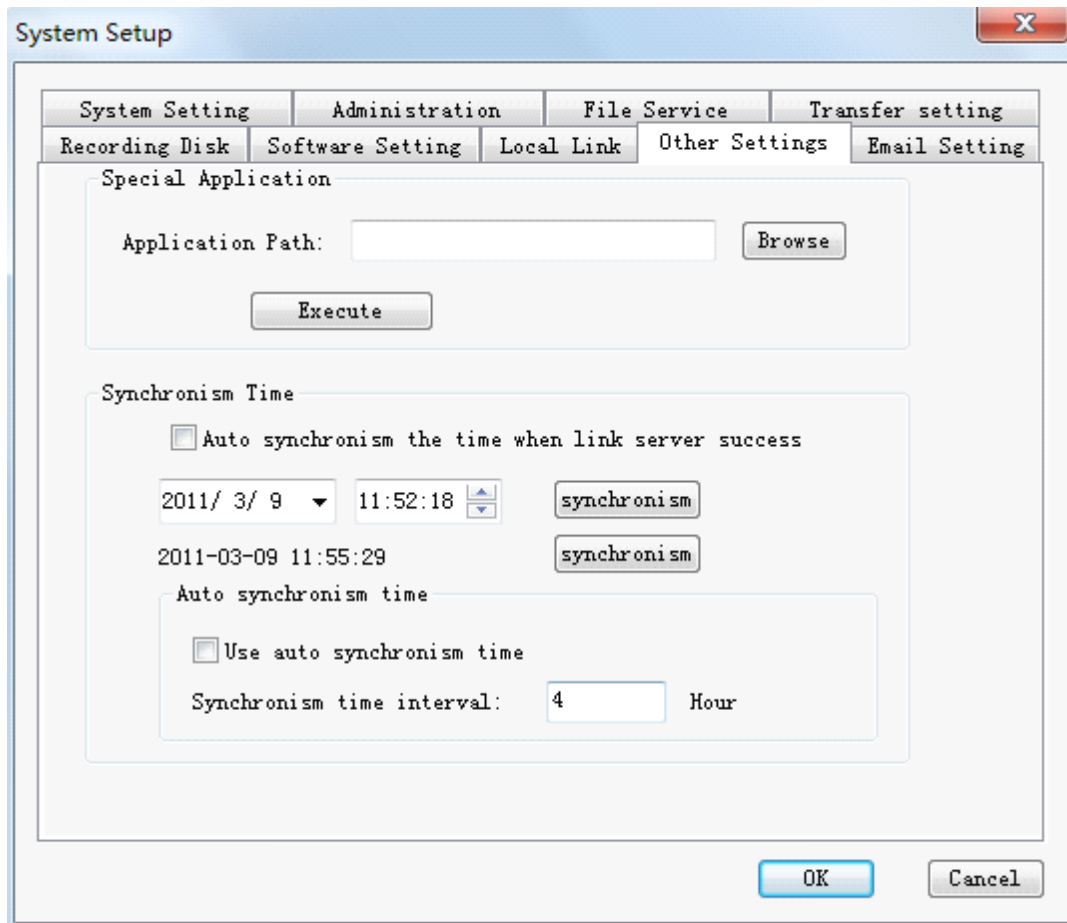 System Setup
System Setting Administration File Service Transfer setting
Recording Disk Software Setting Local Link Other Settings Email Setting
Special Application
Application Path: Browse
Execute
Synchronism Time
Auto synchronism the time when link server success
2011/ 3/ 9 11:52:18 synchronism
2011-03-09 11:55:29 synchronism
Auto synchronism time
Use auto synchronism time
Synchronism time interval: 4 Hour
OK Cancel